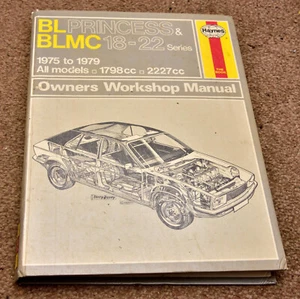 BL PRINCESS &
BLMC 18-22 Series
1975 to 1979
All models □ 1798cc □ 2227cc
Haynes
Owners Workshop Manual